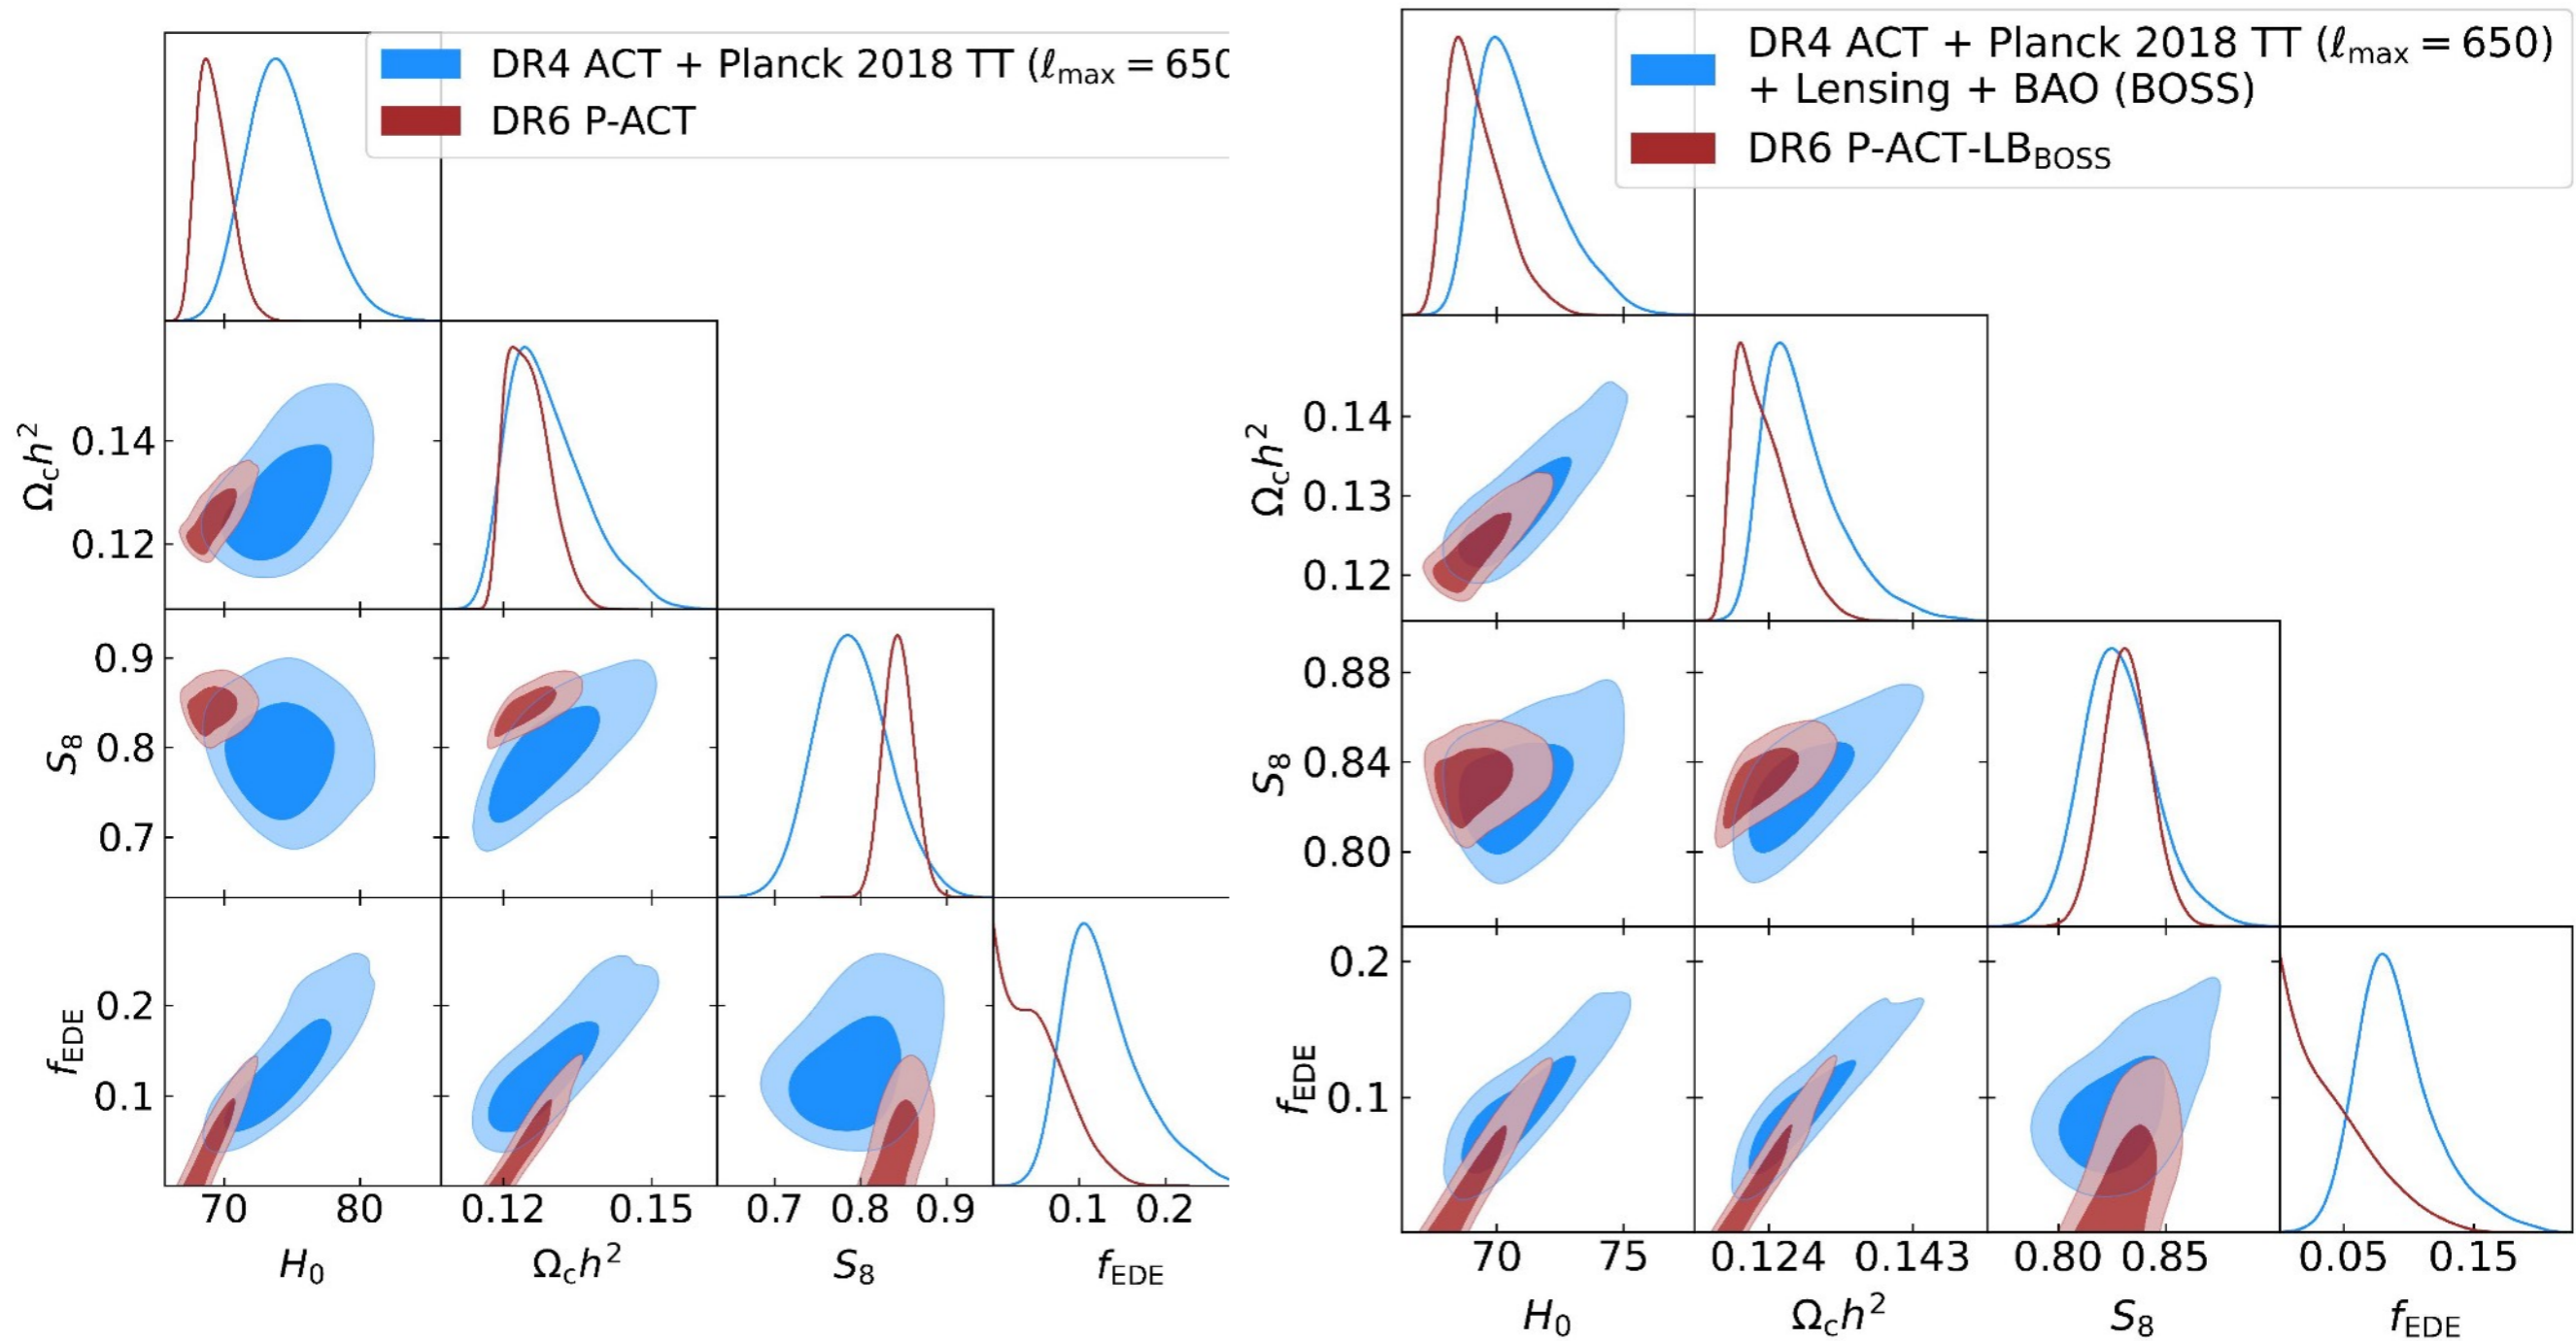 DR4 ACT + Planck 2018 TT (ℓmax = 650
DR6 P-ACT
Ωch²
0.14
0.12
S8
0.9
0.8
0.7
fEDE
0.2
0.1
70 80 0.12 0.15 0.7 0.8 0.9 0.1 0.2
H0 Ωch² S8 fEDE
DR4 ACT + Planck 2018 TT (ℓmax = 650)
+ Lensing + BAO (BOSS)
DR6 P-ACT-LBBOSS
Ωch²
0.14
0.13
0.12
S8
0.88
0.84
0.80
fEDE
0.2
0.1
70 75 0.124 0.143 0.80 0.85 0.05 0.15
H0 Ωch² S8 fEDE